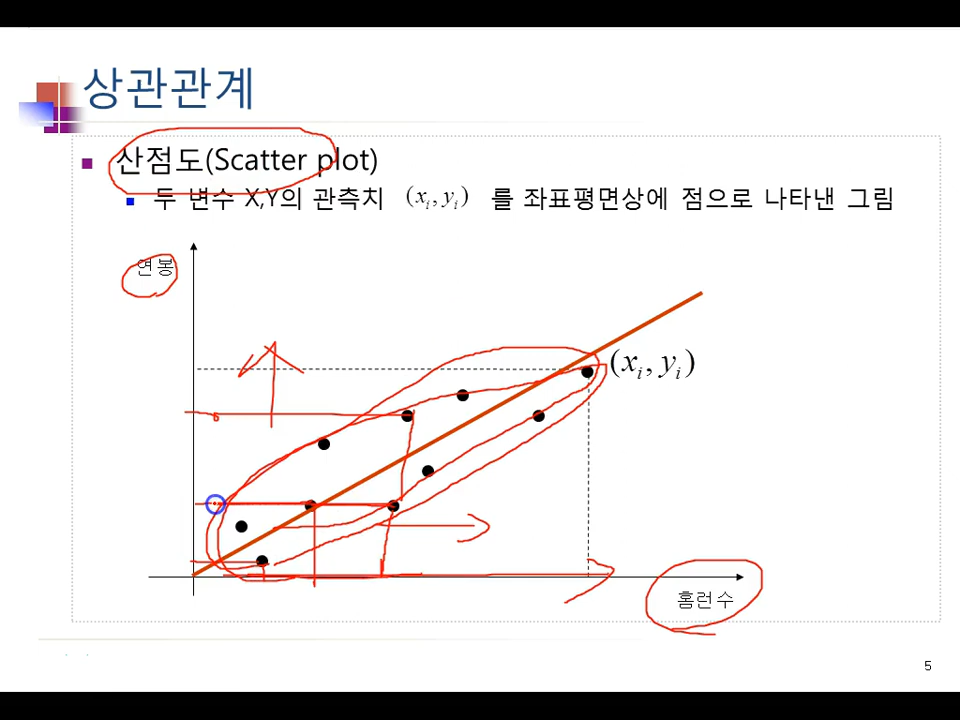 상관관계
산점도(Scatter plot)
두 변수 X,Y의 관측치 (xᵢ, yᵢ) 를 좌표평면상에 점으로 나타낸 그림
연봉
(xᵢ, yᵢ)
홈런수
5